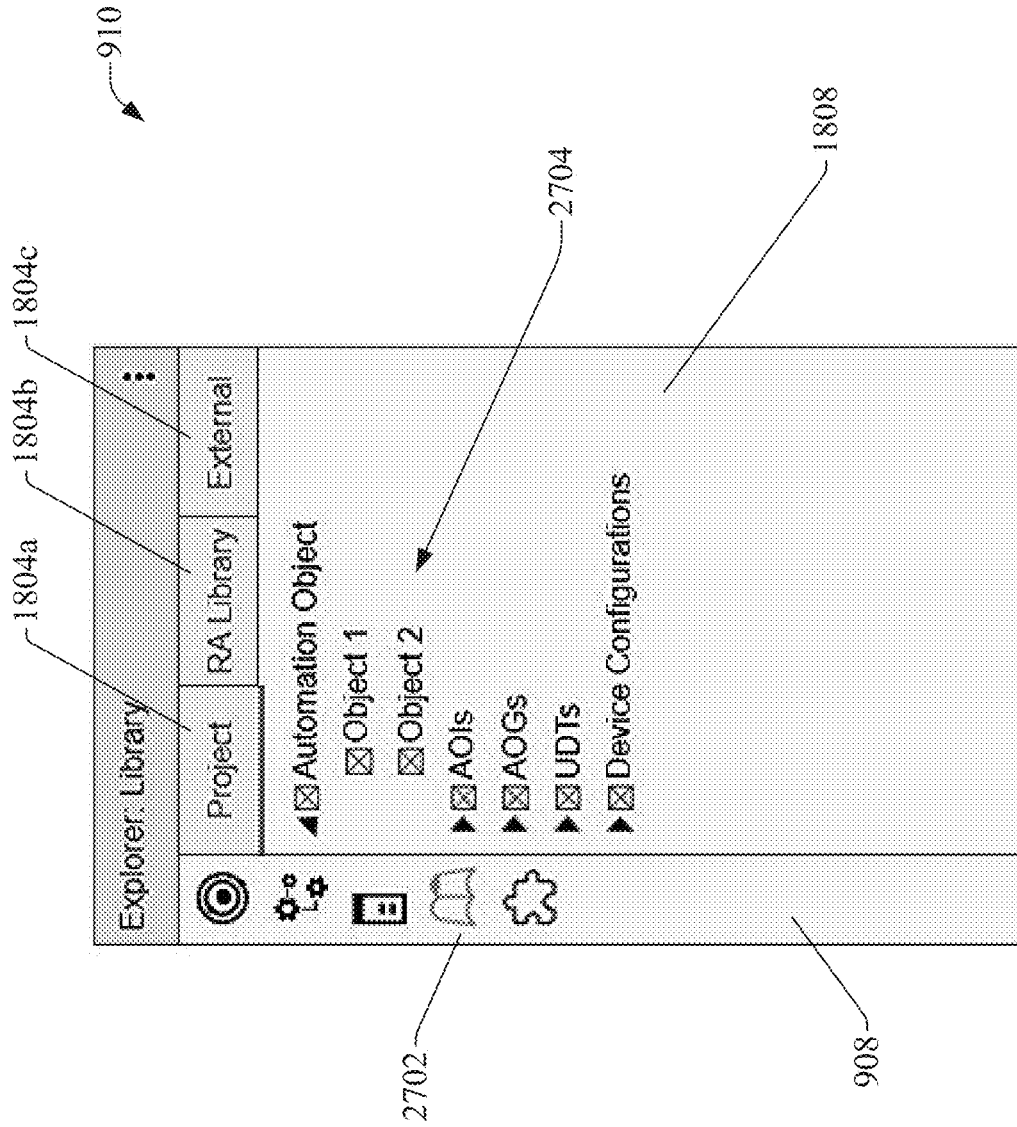 910
1804a
1804b
1804c
Explorer: Library
Project
RA Library
External
Automation Object
Object 1
Object 2
AOIs
AOGs
UDTs
Device Configurations
2704
1808
2702
908